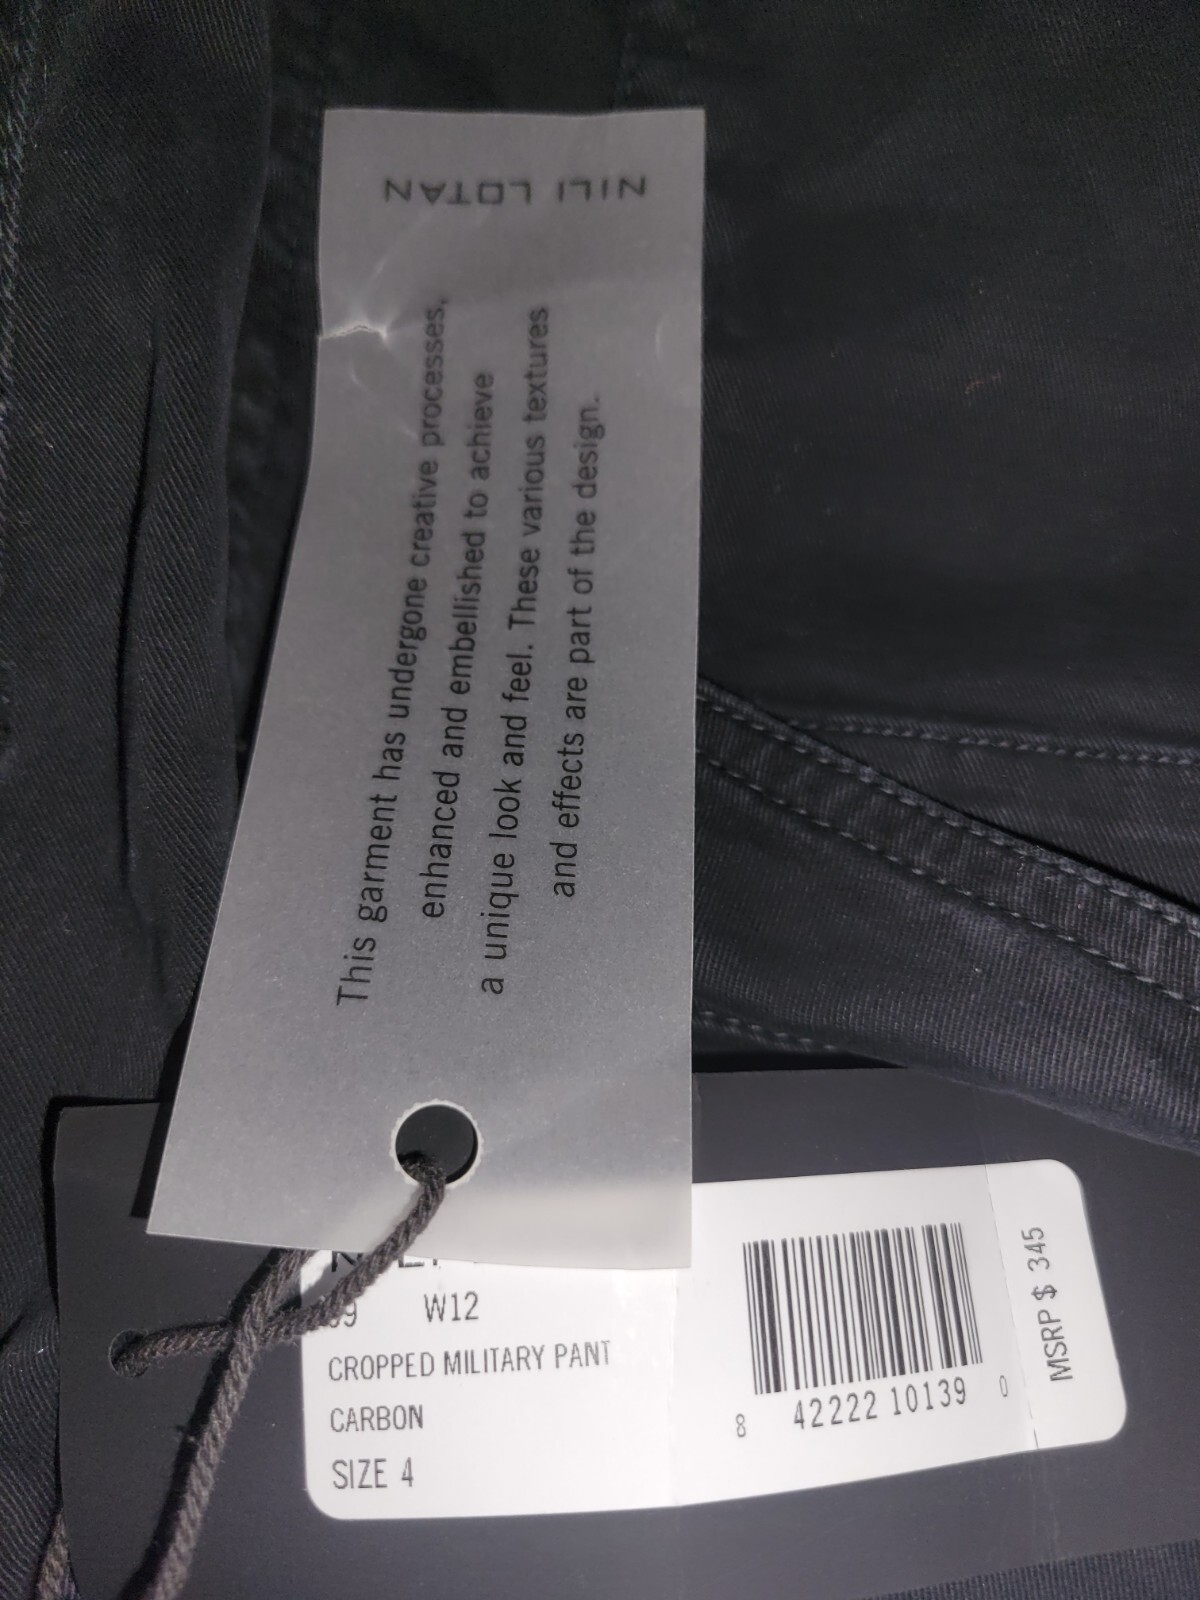 NILI LOTAN
This garment has undergone creative processes,
enhanced and embellished to achieve
a unique look and feel. These various textures
and effects are part of the design.
W12
CROPPED MILITARY PANT
CARBON
SIZE 4
8 42222 10139 0
MSRP $ 345